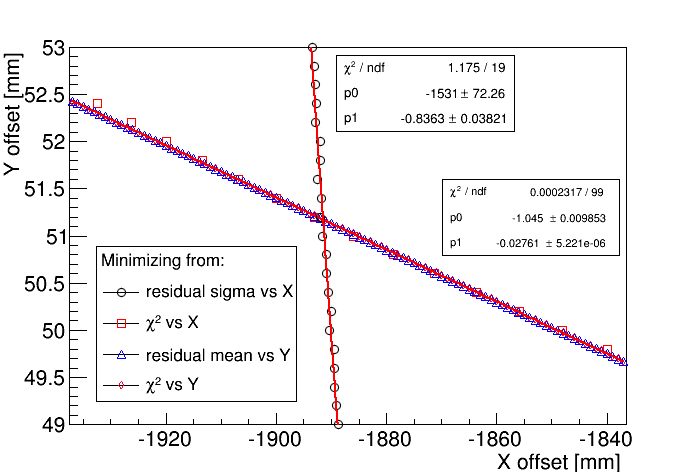 Y offset [mm]
53
52.5
52
51.5
51
50.5
50
49.5
49
χ² / ndf 1.175 / 19
p0 -1531 ± 72.26
p1 -0.8363 ± 0.03821
χ² / ndf 0.0002317 / 99
p0 -1.045 ± 0.009853
p1 -0.02761 ± 5.221e-06
Minimizing from:
residual sigma vs X
χ² vs X
residual mean vs Y
χ² vs Y
-1920 -1900 -1880 -1860 -1840
X offset [mm]